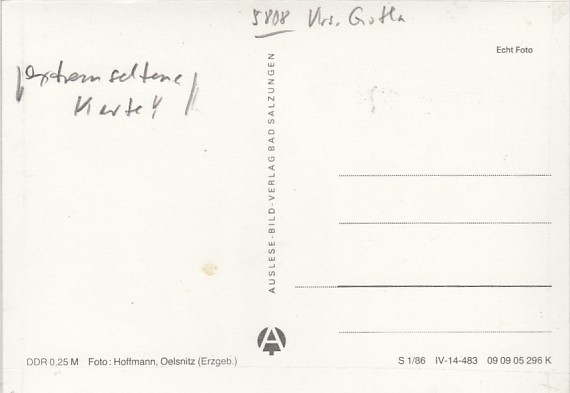 5808 Krs. Gotha
Echt Foto
extrem seltene
Karte!
AUSLESE-BILD-VERLAG BAD SALZUNGEN
A
DDR 0,25 M Foto: Hoffmann, Oelsnitz (Erzgeb.)
S 1/86 IV-14-483 09 09 05 296 K